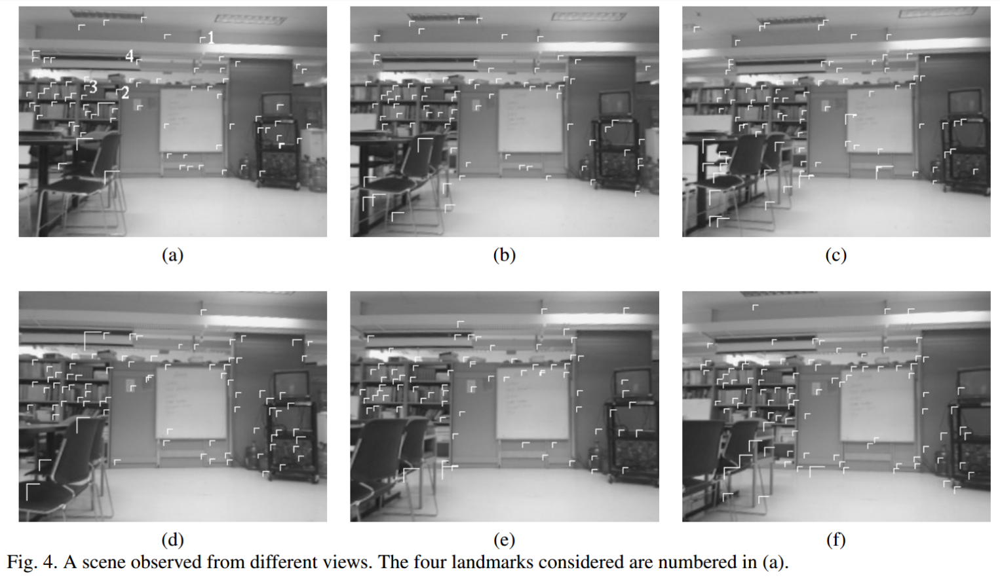 1
4
3
2
(a)
(b)
(c)
(d)
(e)
(f)
Fig. 4. A scene observed from different views. The four landmarks considered are numbered in (a).